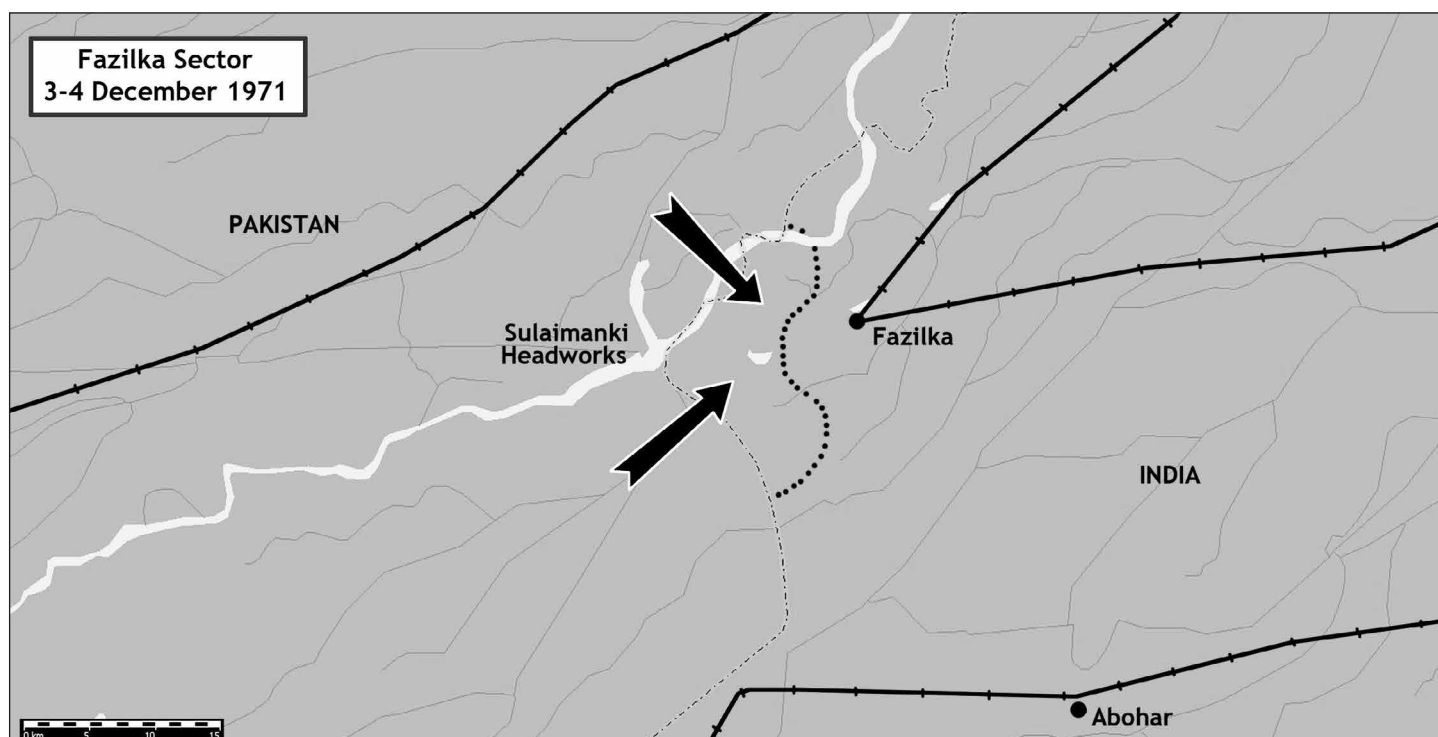 Fazilka Sector
3-4 December 1971
PAKISTAN
Sulaimanki
Headworks
Fazilka
INDIA
Abohar
0 km 5 10 15